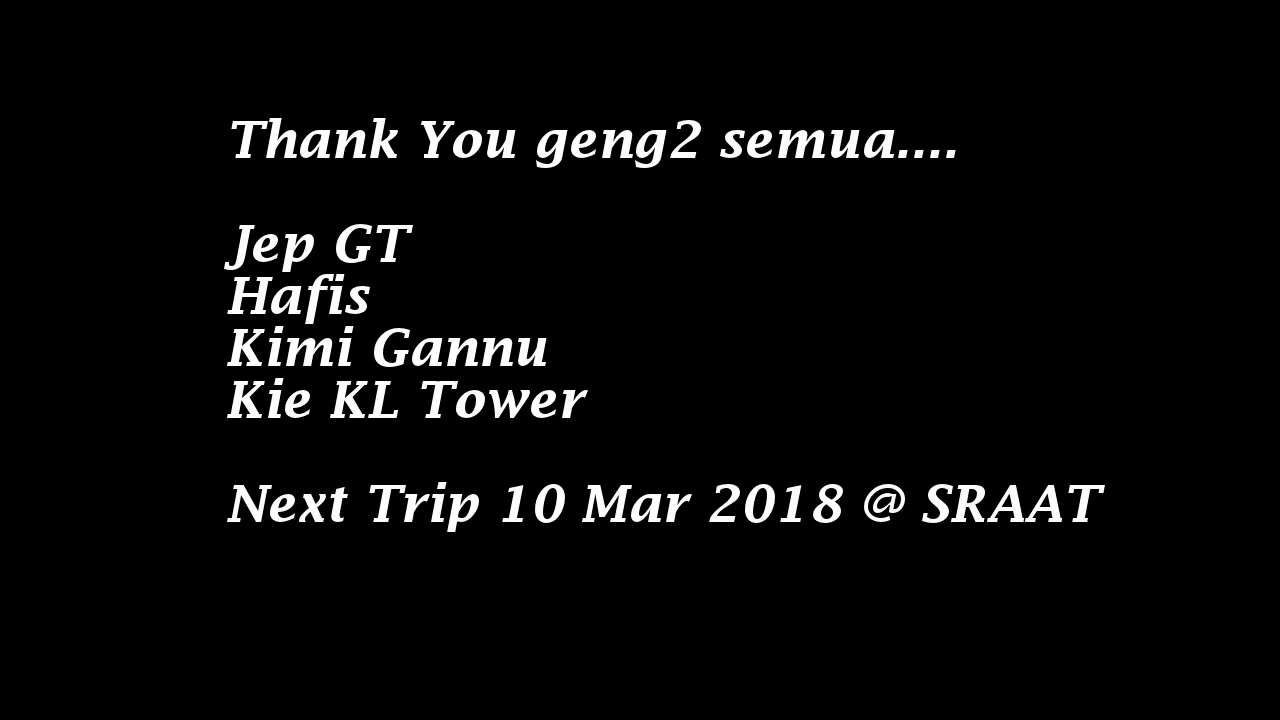 Thank You geng2 semua....
Jep GT
Hafis
Kimi Gannu
Kie KL Tower
Next Trip 10 Mar 2018 @ SRAAT